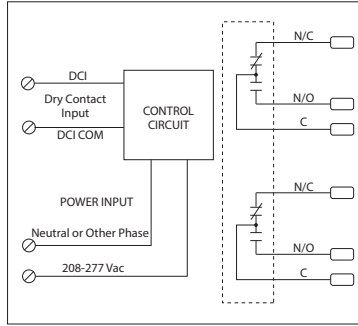 DCI
Dry Contact
Input
DCI COM
CONTROL
CIRCUIT
POWER INPUT
Neutral or Other Phase
208-277 Vac
N/C
N/O
C
N/C
N/O
C